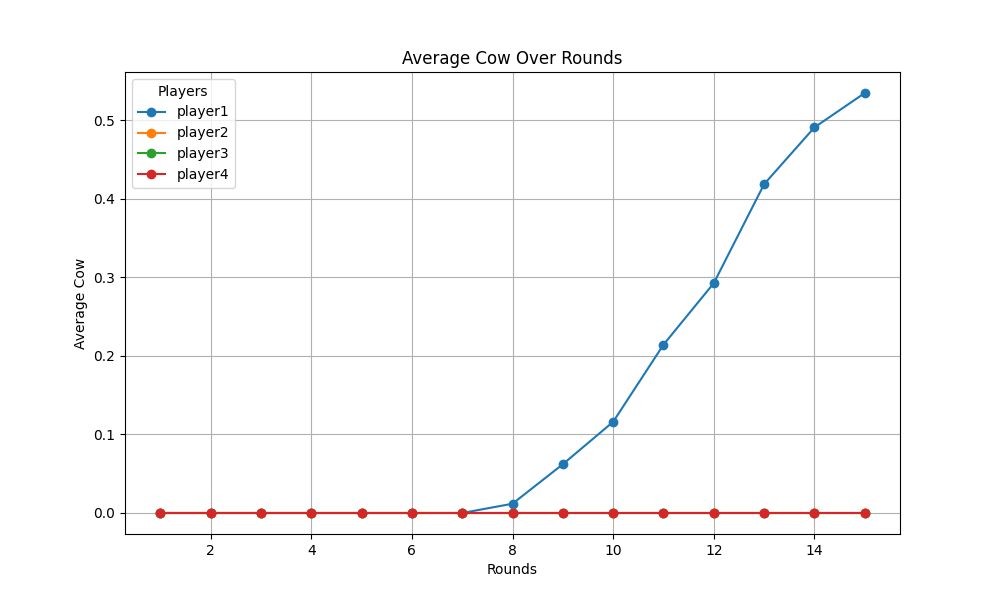 Average Cow Over Rounds
Players
player1
player2
player3
player4
Average Cow
0.5
0.4
0.3
0.2
0.1
0.0
2 4 6 8 10 12 14
Rounds